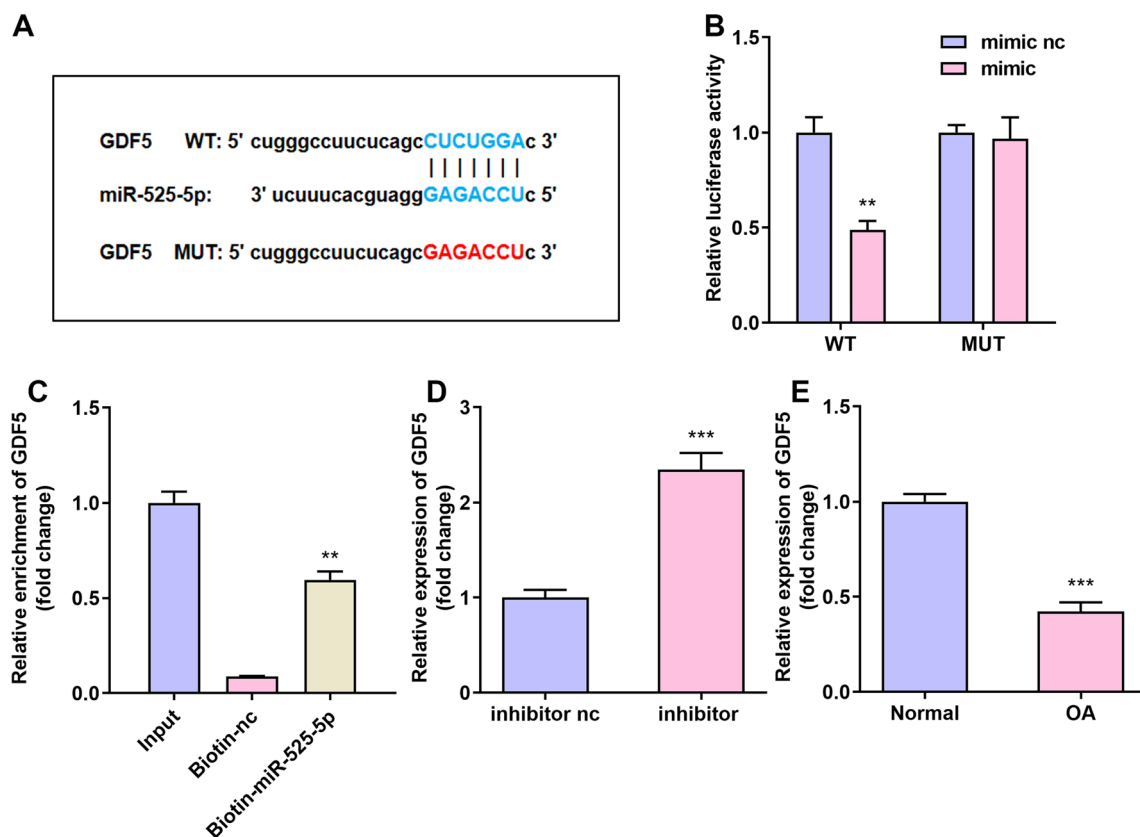 A
GDF5 WT: 5' cugggccuucucagcCUCUGGAc 3'
miR-525-5p: 3' ucuuucacguaggGAGACCUc 5'
GDF5 MUT: 5' cugggccuucucagcGAGACCUc 3'
B
mimic nc
mimic
Relative luciferase activity
1.5
1.0
0.5
0.0
**
WT MUT
C
Relative enrichment of GDF5
(fold change)
1.5
1.0
0.5
0.0
**
Input
Biotin-nc
Biotin-miR-525-5p
D
Relative expression of GDF5
(fold change)
3
2
1
0
***
inhibitor nc inhibitor
E
Relative expression of GDF5
(fold change)
1.5
1.0
0.5
0.0
***
Normal OA